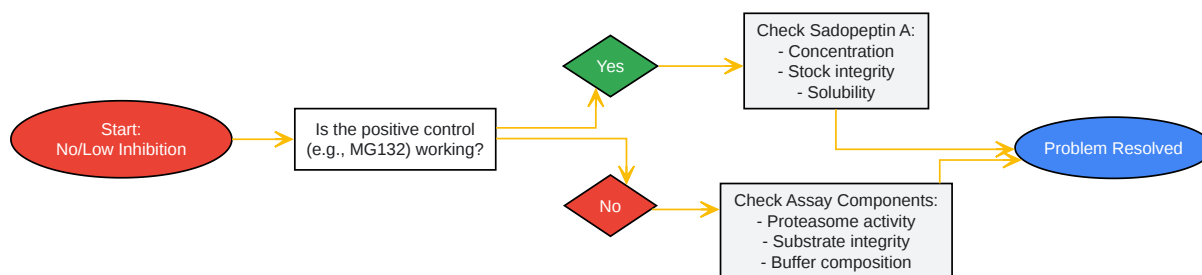 Start:
No/Low Inhibition
Is the positive control
(e.g., MG132) working?
Yes
Check Sadopeptin A:
- Concentration
- Stock integrity
- Solubility
No
Check Assay Components:
- Proteasome activity
- Substrate integrity
- Buffer composition
Problem Resolved